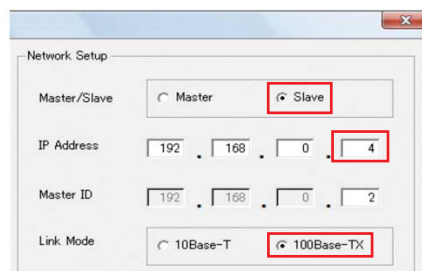 Network Setup
Master/Slave Master Slave
IP Address 192 . 168 . 0 . 4
Master ID 192 . 168 . 0 . 2
Link Mode 10Base-T 100Base-TX